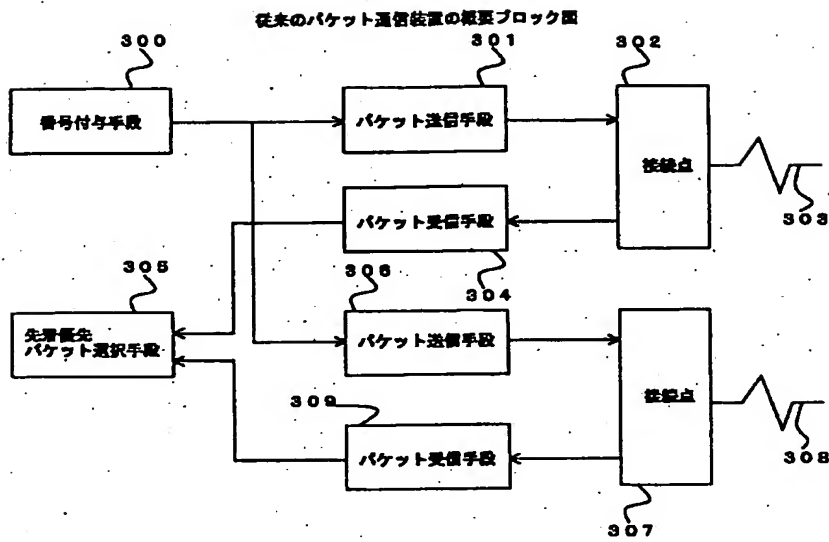 従来のパケット通信装置の概要ブロック図
300
301
302
番号付与手段
パケット送信手段
接続点
303
パケット受信手段
304
305
306
先着優先
パケット選択手段
パケット送信手段
接続点
308
309
パケット受信手段
307